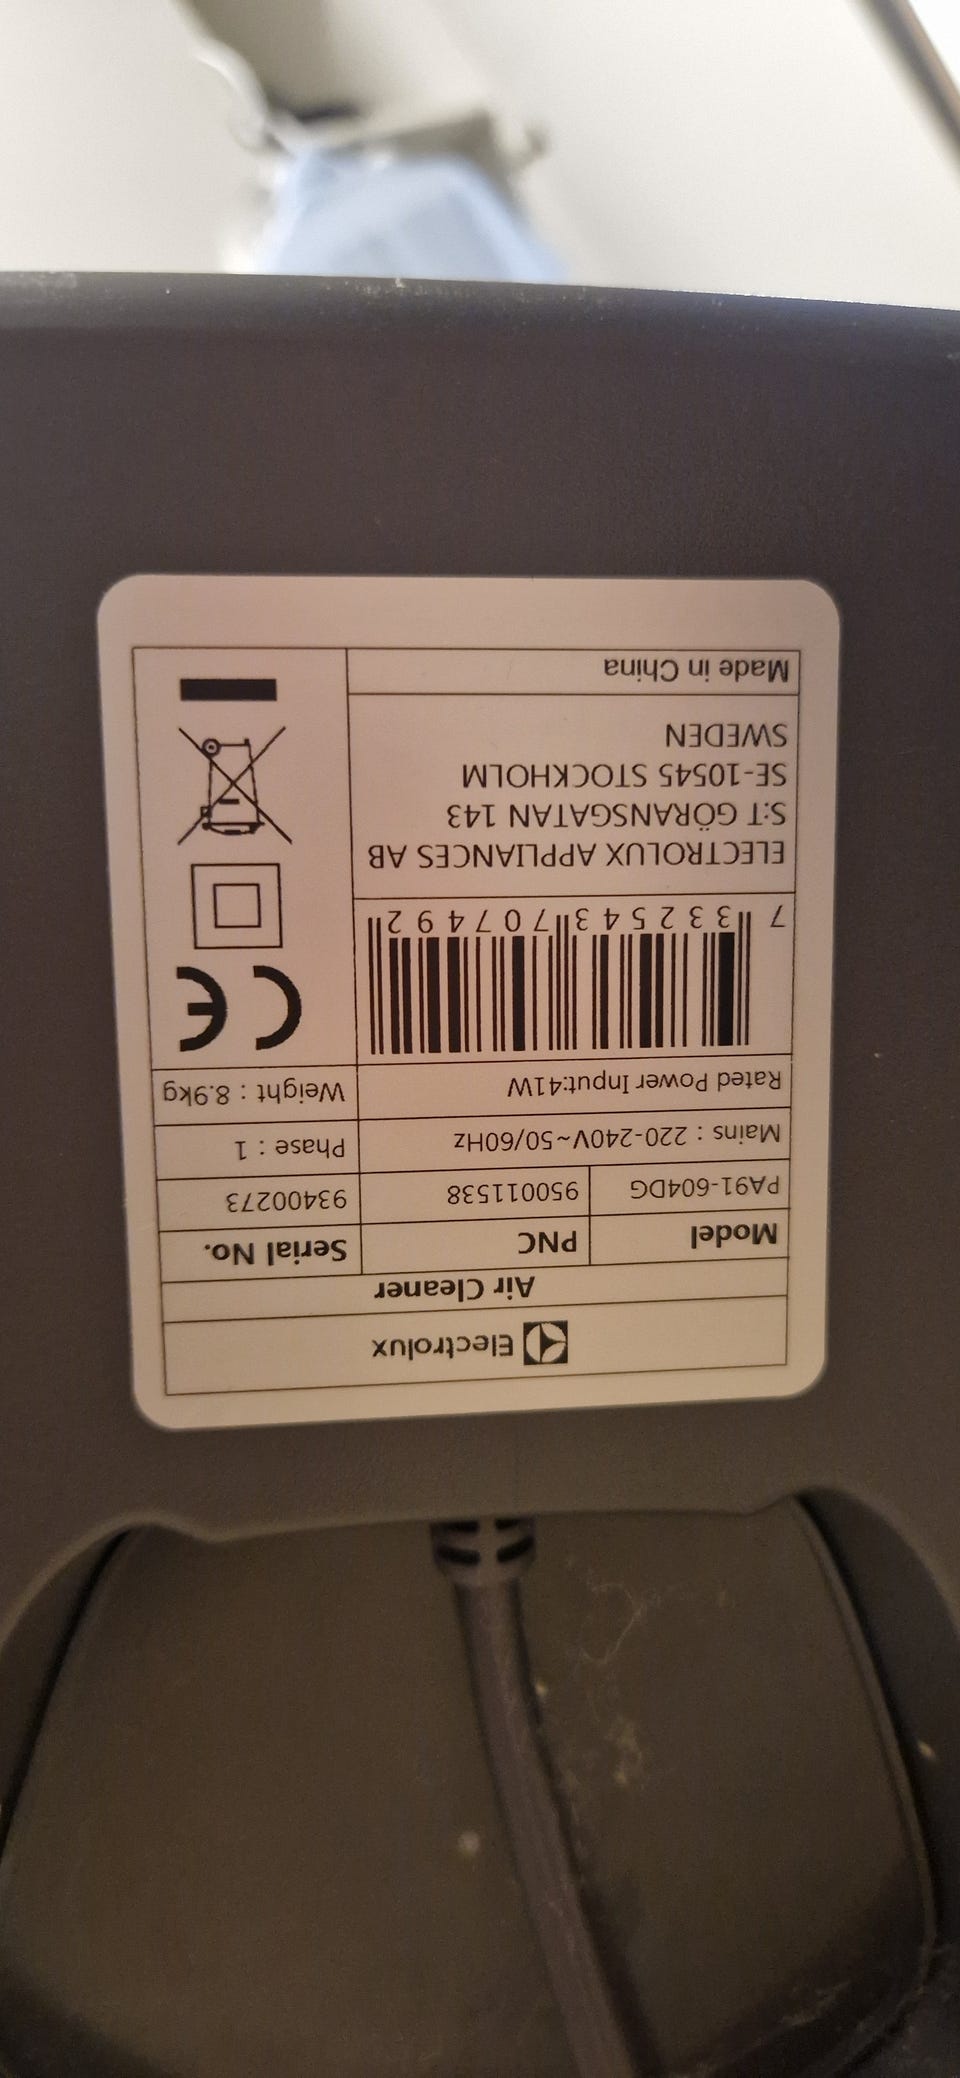 Electrolux
Air Cleaner
Model PNC Serial No.
PA91-604DG 950011538 93400273
Mains : 220-240V~50/60Hz Phase : 1
Rated Power Input:41W Weight : 8.9kg
7 332543 707492
CE
ELECTROLUX APPLIANCES AB
S:T GÖRANSGATAN 143
SE-10545 STOCKHOLM
SWEDEN
Made in China